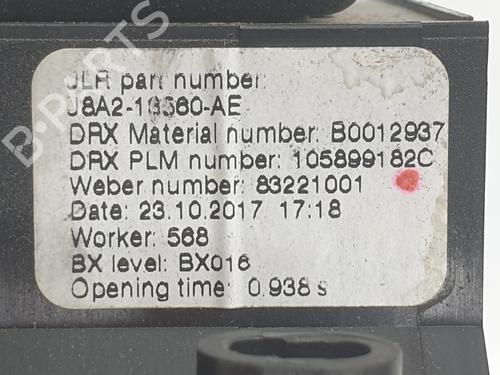 B-PARTS
JLR part number:
J8A2-19860-AE
DRX Material number: B0012937
DRX PLM number: 105899182C
Weber number: 83221001
Date: 23.10.2017 17:18
Worker: 568
BX level: BX016
Opening time: 0.938 s